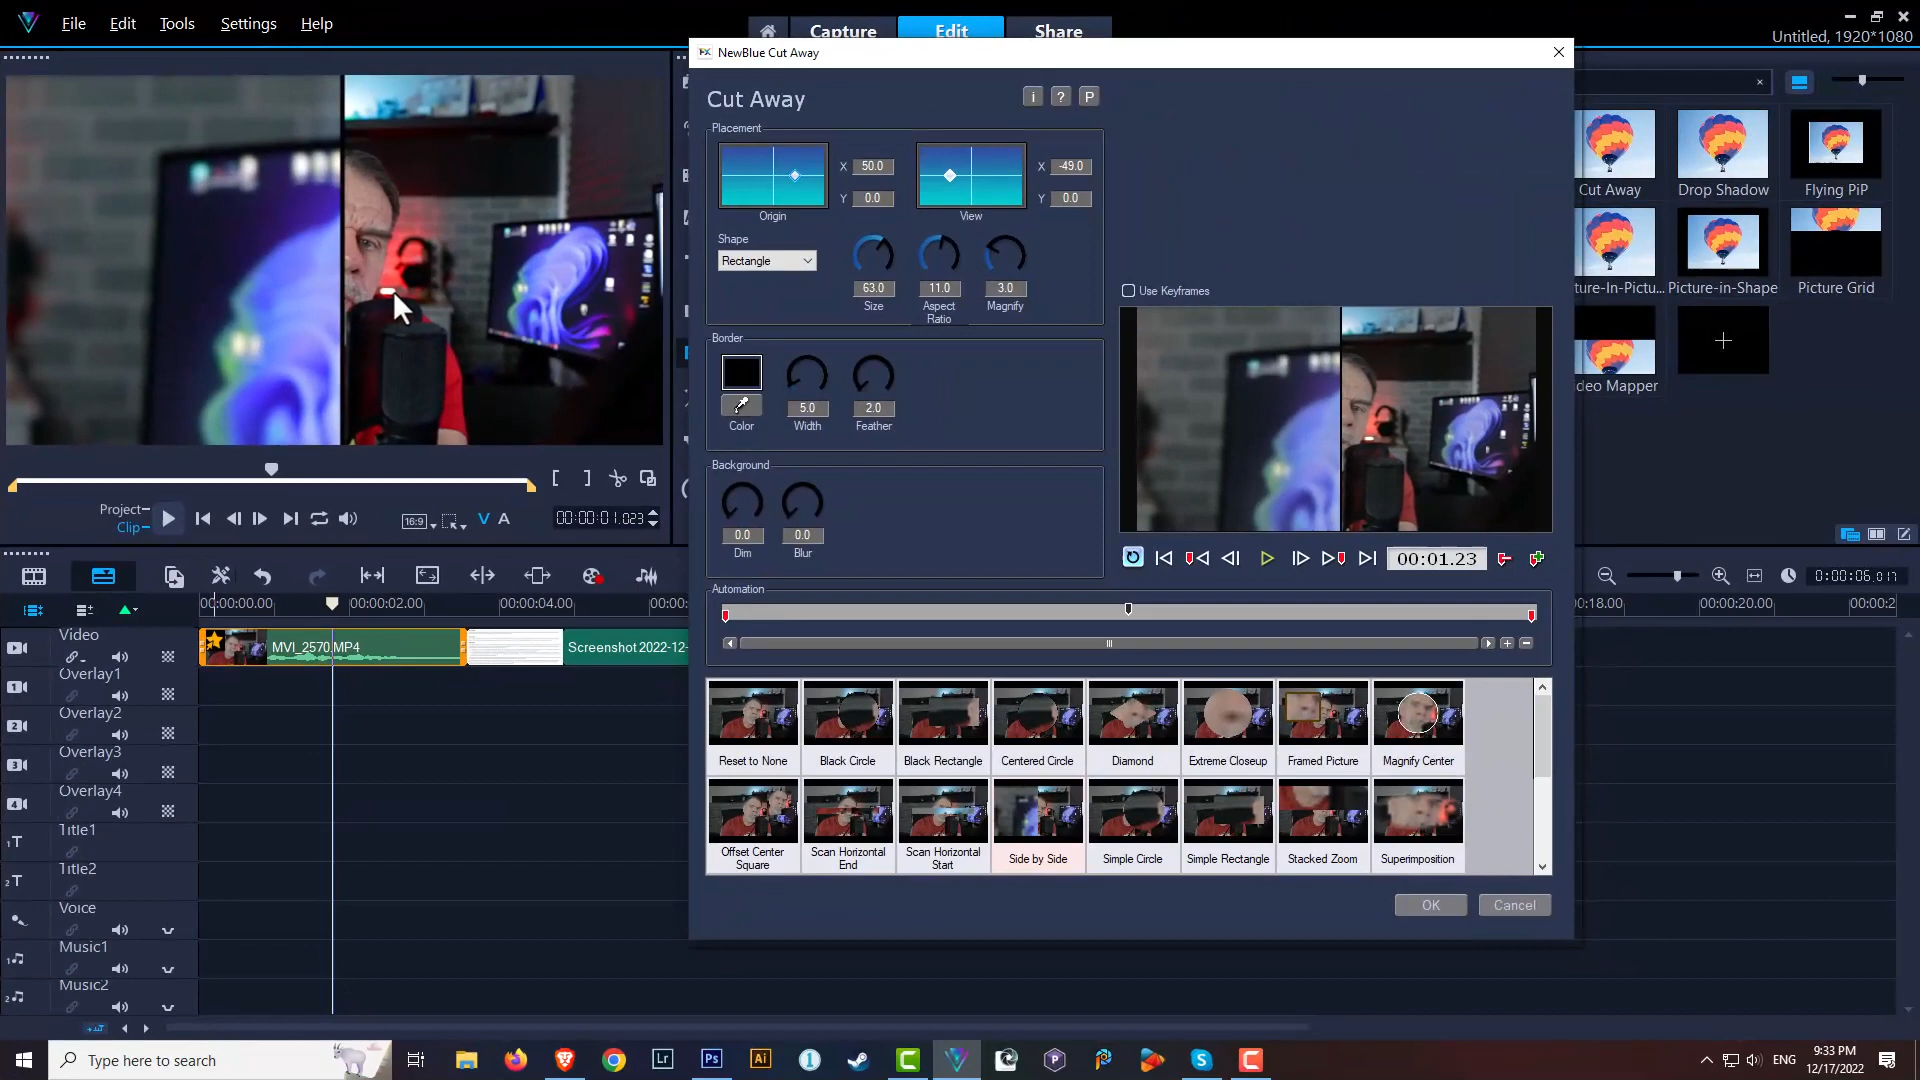 File Edit Tools Settings Help
Capture Edit Share
Untitled, 1920*1080
NewBlue Cut Away
Cut Away
i ? P
Placement
X 50.0
Y 0.0
Origin
X -49.0
Y 0.0
View
Shape
Rectangle
63.0 11.0 3.0
Size Aspect Ratio Magnify
Use Keyframes
Border
5.0 2.0
Color Width Feather
Background
0.0 0.0
Dim Blur
00:00:01.23
Automation
Reset to None Black Circle Black Rectangle Centered Circle Diamond Extreme Closeup Framed Picture Magnify Center
Offset Center Square Scan Horizontal End Scan Horizontal Start Side by Side Simple Circle Simple Rectangle Stacked Zoom Superimposition
OK Cancel
Cut Away Drop Shadow Flying PiP
ture-In-Pictu... Picture-in-Shape Picture Grid
deo Mapper
Project
Clip
16:9 V A 00:00:01.023
0:00:06.017
00:00:00.00 00:00:02.00 00:00:04.00 00:00 :00:18.00 00:00:20.00 00:00:2
Video
MVI_2570.MP4
Screenshot 2022-12-
Overlay1
Overlay2
Overlay3
Overlay4
1 T Title1
2 T Title2
Voice
1 Music1
2 Music2
Type here to search
Lr Ps Ai
ENG
9:33 PM
12/17/2022